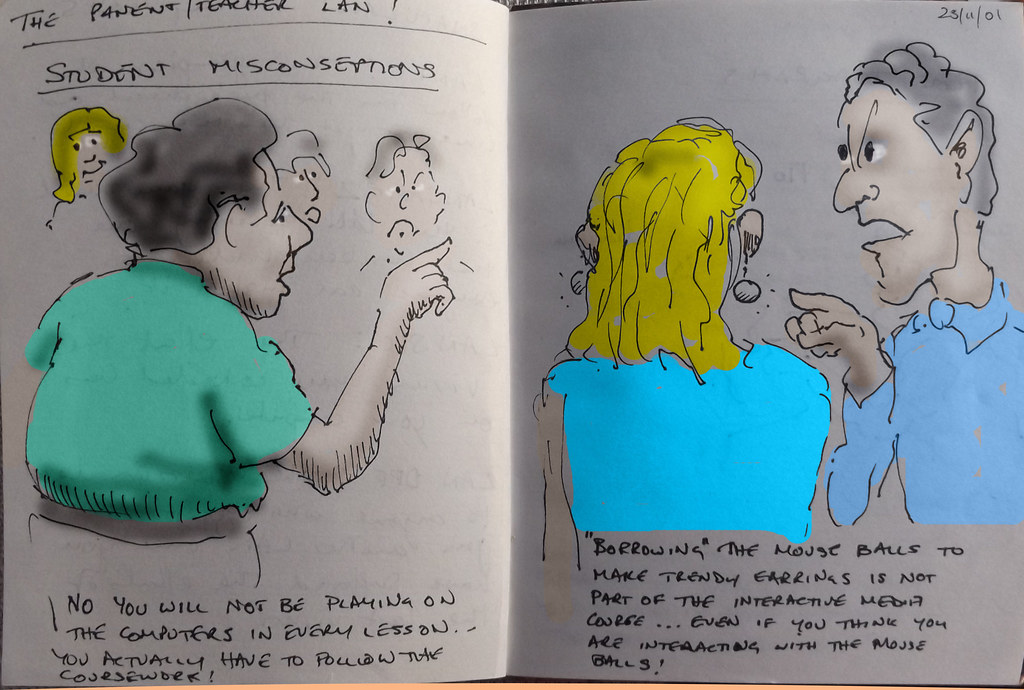 THE PARENT/TEACHER LAN!
STUDENT MISCONSEPTIONS
NO YOU WILL NOT BE PLAYING ON
THE COMPUTERS IN EVERY LESSON..
YOU ACTUALLY HAVE TO FOLLOW THE
COURSEWORK!
23/11/01
"BORROWING" THE MOUSE BALLS TO
MAKE TRENDY EARRINGS IS NOT
PART OF THE INTERACTIVE MEDIA
COURSE... EVEN IF YOU THINK YOU
ARE INTERACTING WITH THE MOUSE
BALLS!